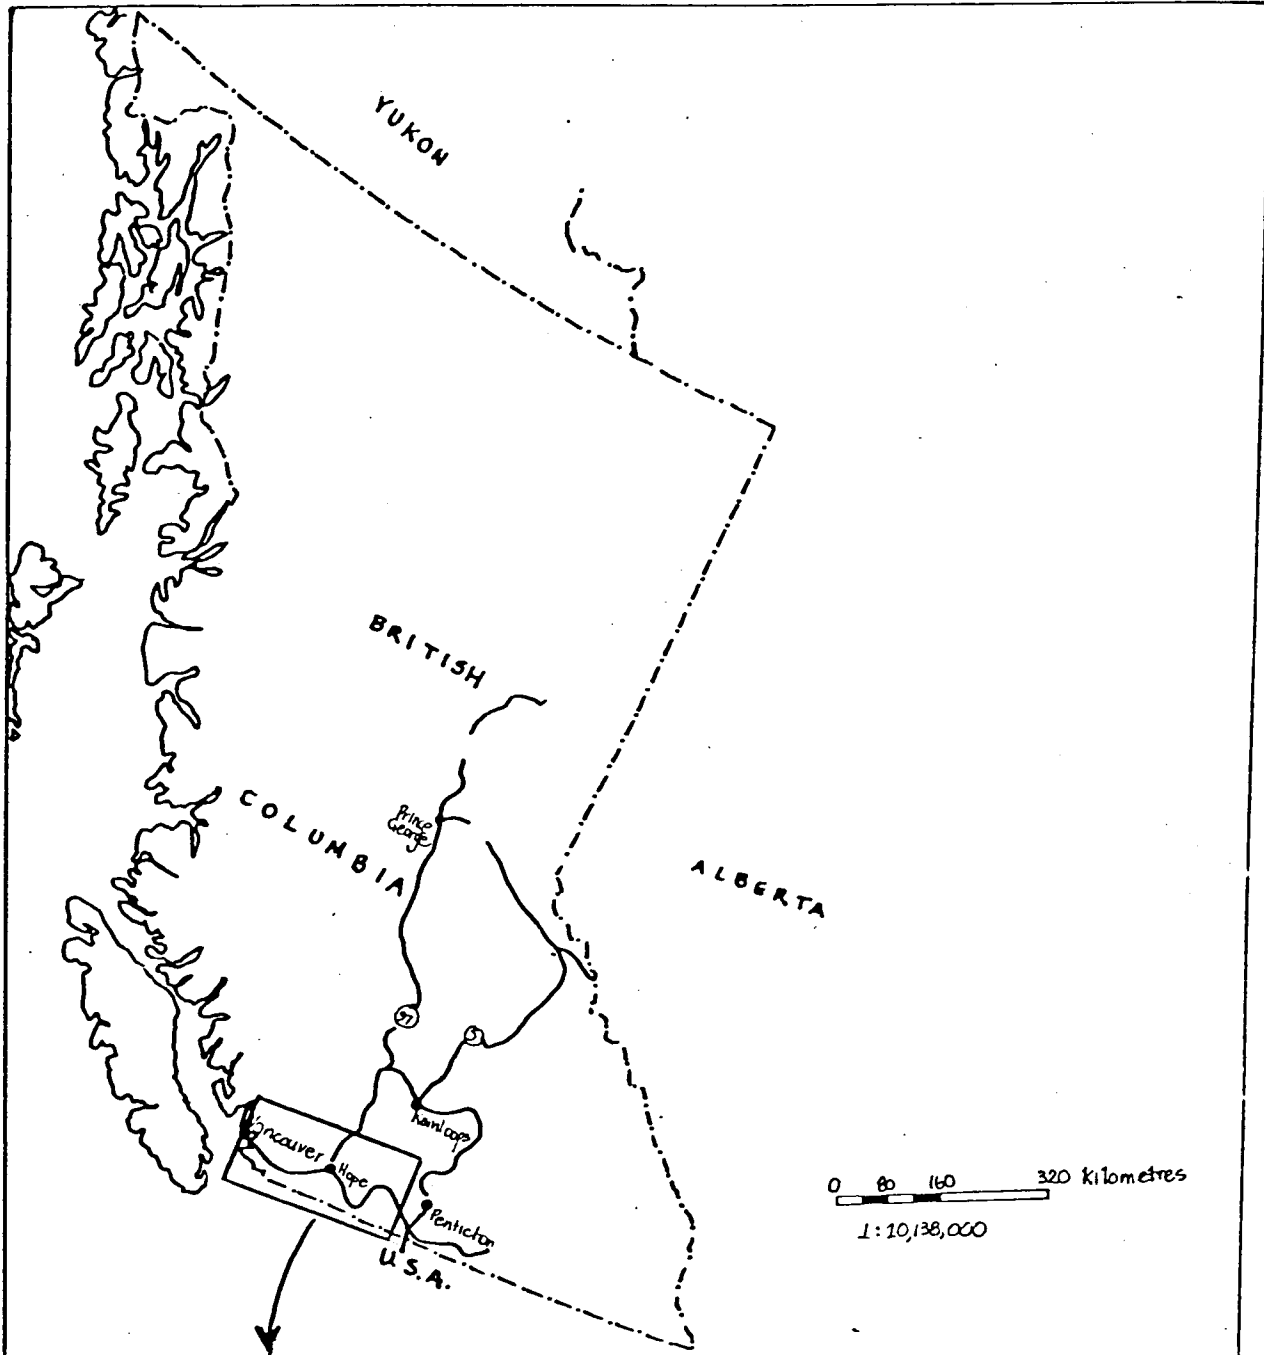 YUKON
BRITISH
COLUMBIA
Prince
George
ALBERTA
97
5
Kamloops
Vancouver
Hope
Penticton
U.S.A.
0 80 160 320 Kilometres
1:10,138,000